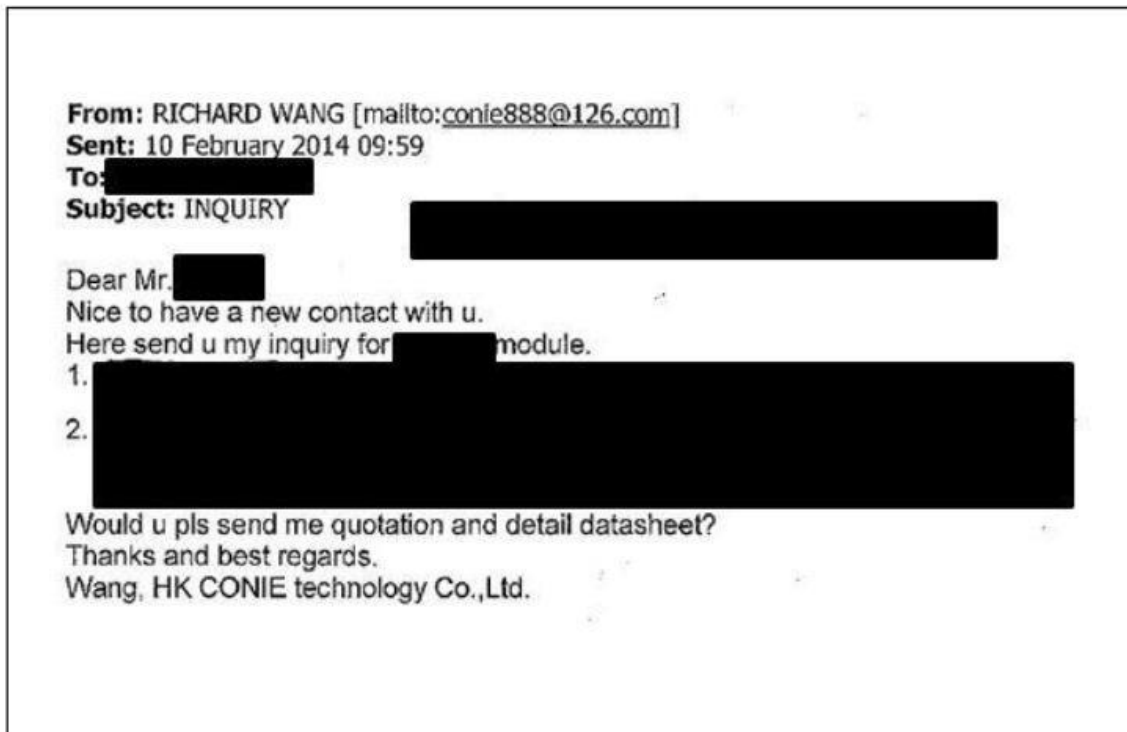 From: RICHARD WANG [mailto:conie888@126.com]
Sent: 10 February 2014 09:59
To:
Subject: INQUIRY
Dear Mr.
Nice to have a new contact with u.
Here send u my inquiry for module.
1.
2.
Would u pls send me quotation and detail datasheet?
Thanks and best regards.
Wang, HK CONIE technology Co.,Ltd.